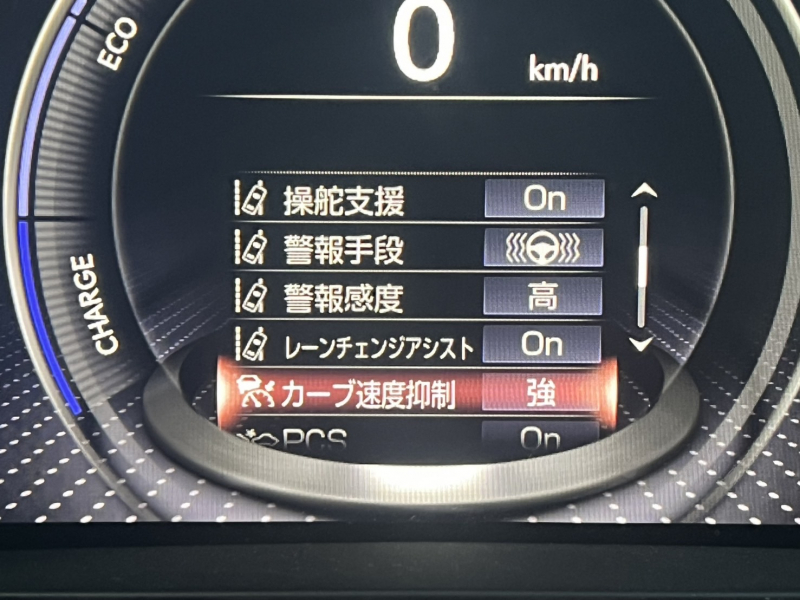 0
ECO
km/h
操舵支援 On
警報手段
警報感度 高
CHARGE
レーンチェンジアシスト On
カーブ速度抑制 強
PCS On